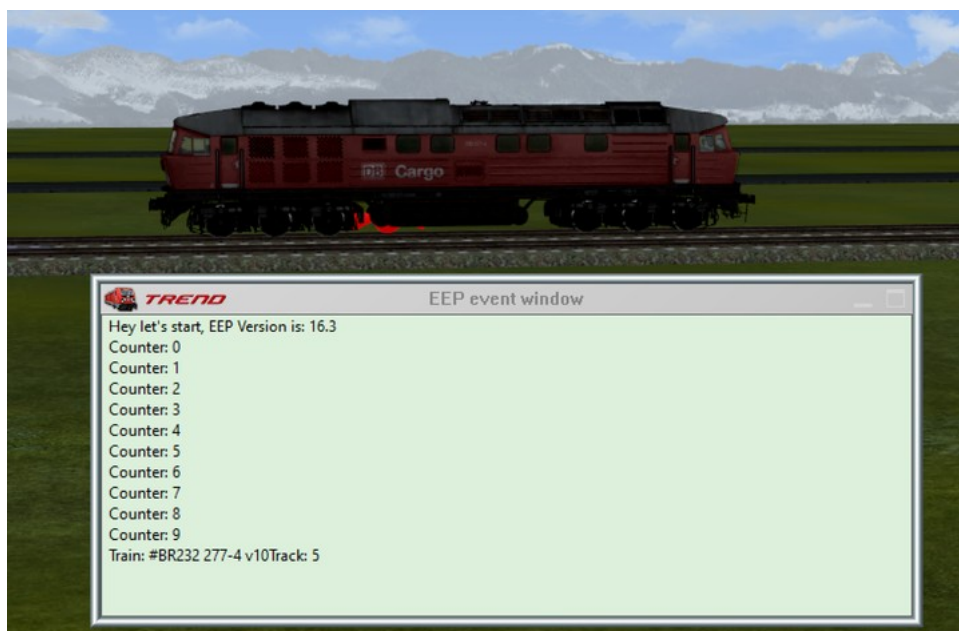 DB Cargo
TREND EEP event window
Hey let's start, EEP Version is: 16.3
Counter: 0
Counter: 1
Counter: 2
Counter: 3
Counter: 4
Counter: 5
Counter: 6
Counter: 7
Counter: 8
Counter: 9
Train: #BR232 277-4 v10Track: 5